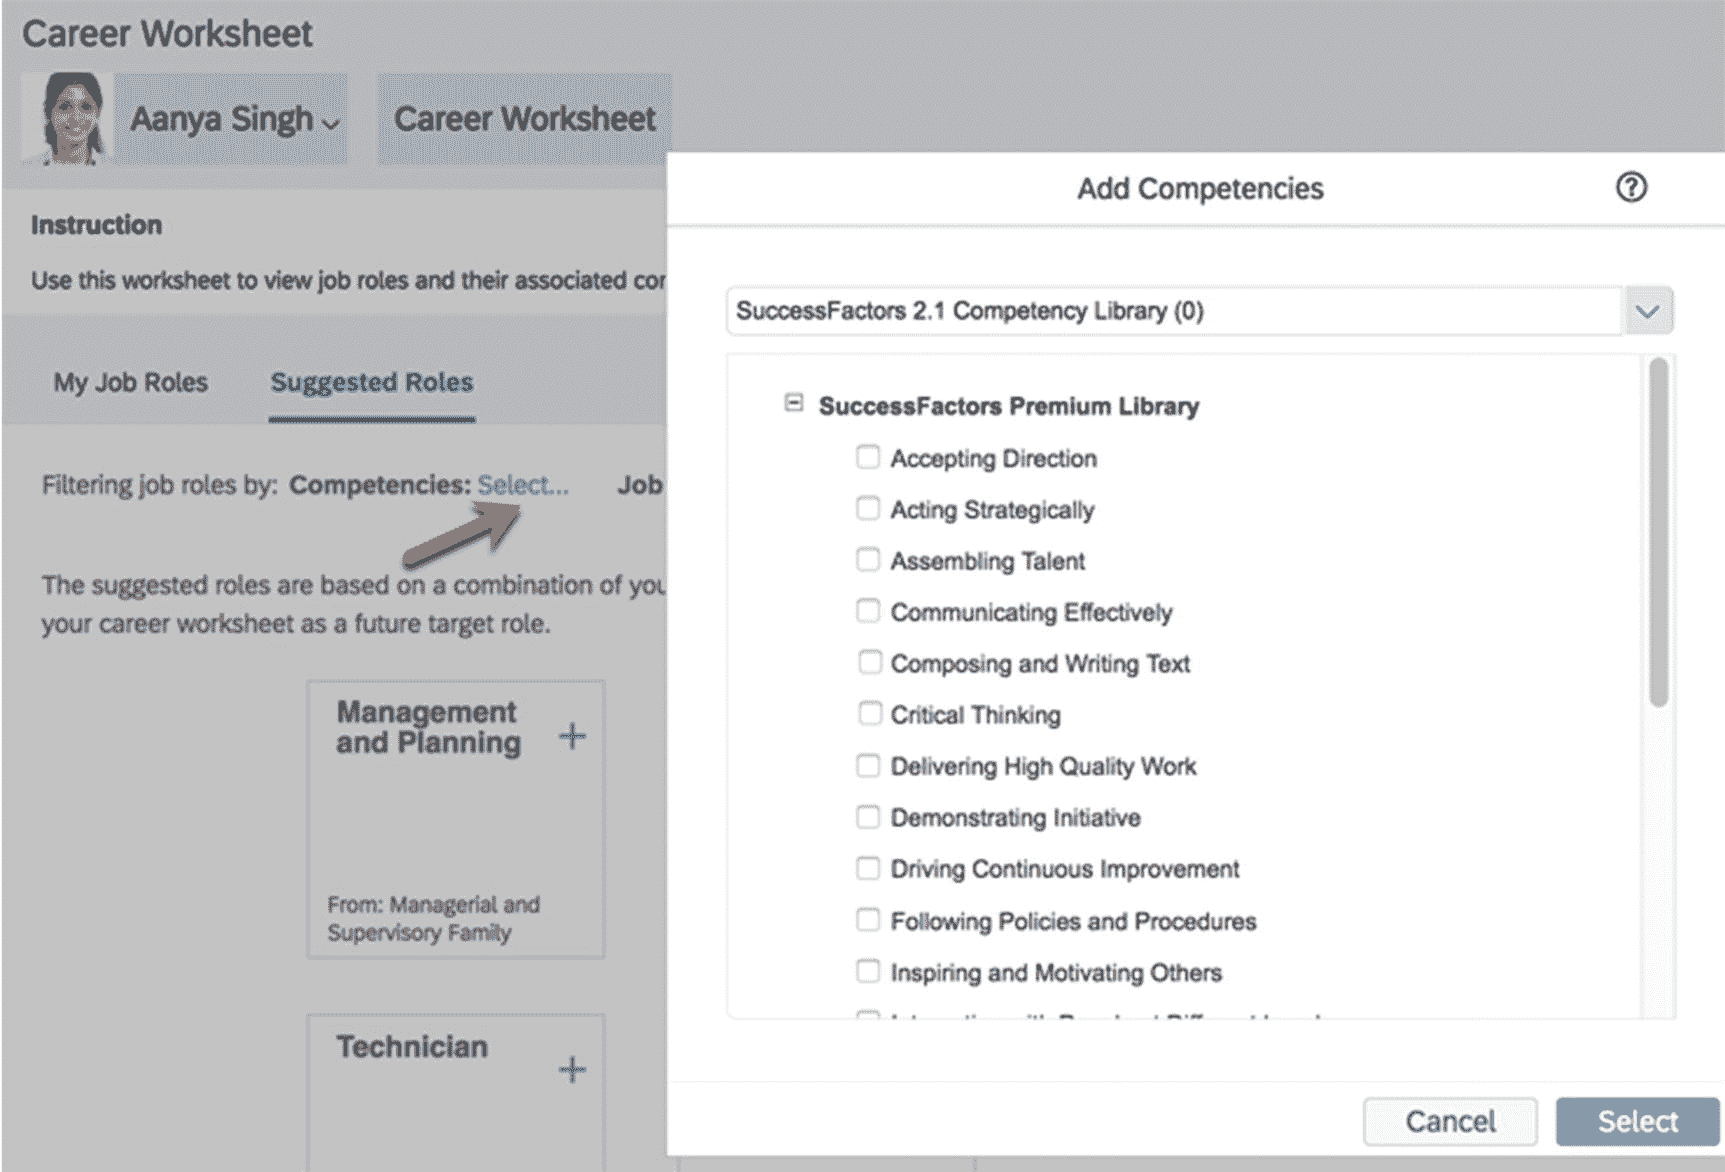 Career Worksheet
Aanya Singh
Career Worksheet
Instruction
Use this worksheet to view job roles and their associated
My Job Roles
Suggested Roles
Filtering job roles by: Competencies: Select...
Job
The suggested roles are based on a combination of
your career worksheet as a future target role.
Management
and Planning
+
From: Managerial and
Supervisory Family
Technician
+
Add Competencies
?
SuccessFactors 2.1 Competency Library (0)
SuccessFactors Premium Library
Accepting Direction
Acting Strategically
Assembling Talent
Communicating Effectively
Composing and Writing Text
Critical Thinking
Delivering High Quality Work
Demonstrating Initiative
Driving Continuous Improvement
Following Policies and Procedures
Inspiring and Motivating Others
Cancel
Select